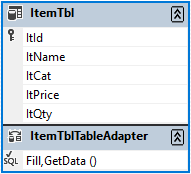 ItemTbl
ItId
ItName
ItCat
ItPrice
ItQty
ItemTblTableAdapter
SQL Fill,GetData ()